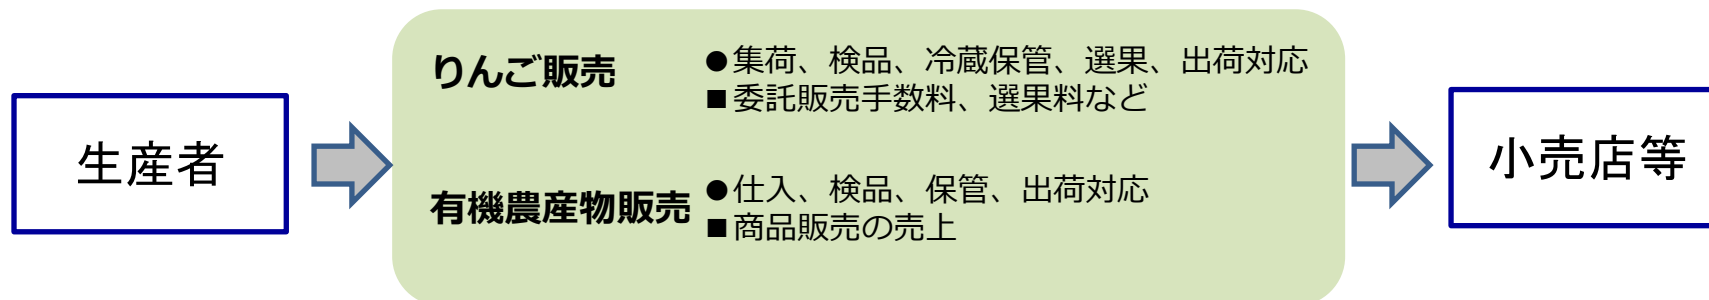 生産者
りんご販売
●集荷、検品、冷蔵保管、選果、出荷対応
■委託販売手数料、選果料など
有機農産物販売
●仕入、検品、保管、出荷対応
■商品販売の売上
小売店等